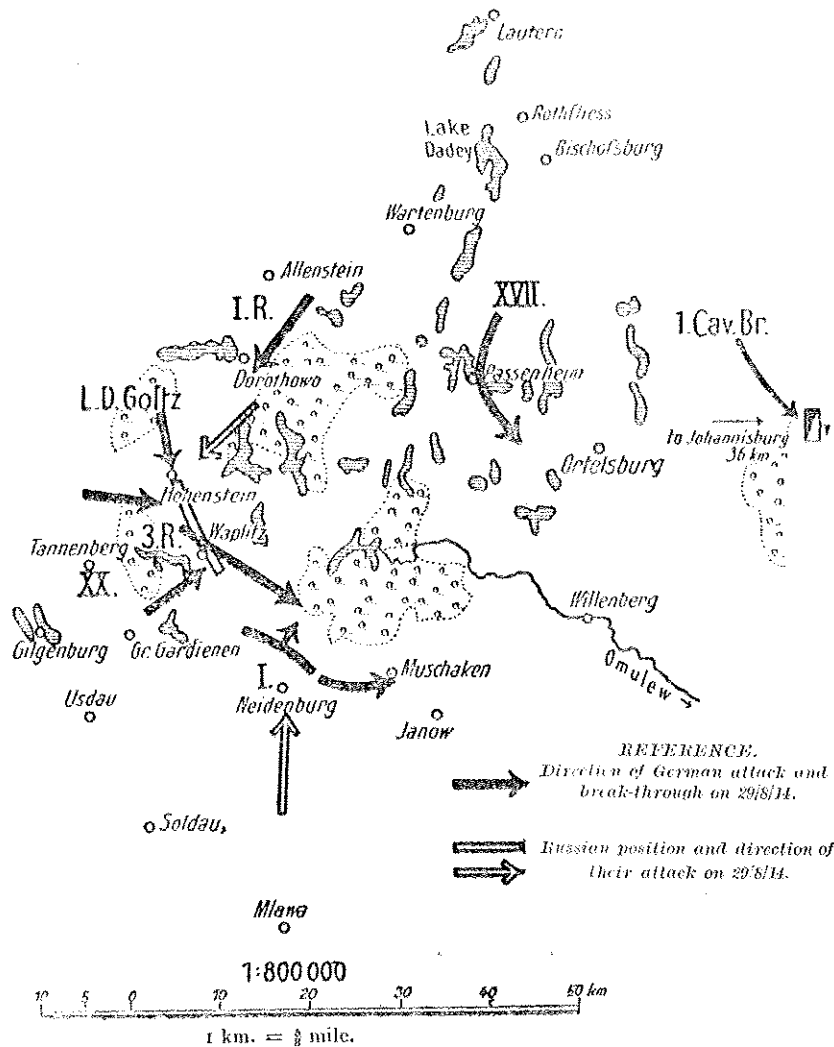 Lautern
Rothfliess
Lake
Dadey
Bischofsburg
Wartenburg
Allenstein
I.R.
XVII.
1.Cav.Br.
Dorothowo
Passenheim
L.D.Goltz
to Johannisburg
36 km
Ortelsburg
Hohenstein
3.R.
Waplitz
Tannenberg
XX.
Willenberg
Gilgenburg
Gr. Gardienen
Omulew
Muschaken
I.
Neidenburg
Usdau
Janow
REFERENCE.
Direction of German attack and
break-through on 29/8/14.
Soldau
Russian position and direction of
their attack on 29/8/14.
Mlawa
1:800 000
10 5 0 10 20 30 40 50 km
1 km. = ⅝ mile.